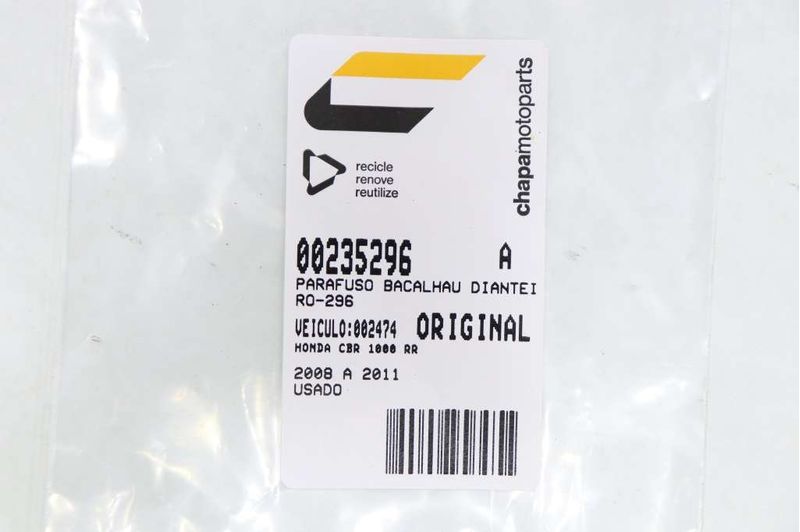 chapamotoparts
recicle
renove
reutilize
00235296 A
PARAFUSO BACALHAU DIANTEI
RO-296
VEICULO:002474 ORIGINAL
HONDA CBR 1000 RR
2008 A 2011
USADO